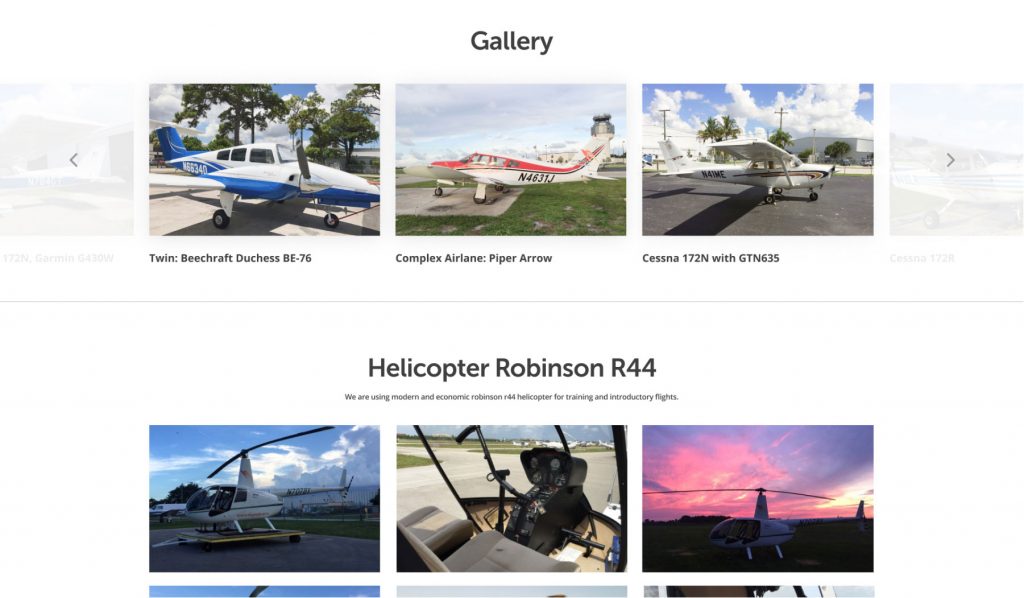 Gallery
N6634Q
N4631J
N41ME
172N, Garmin G430W
Twin: Beechraft Duchess BE-76
Complex Airlane: Piper Arrow
Cessna 172N with GTN635
Cessna 172R
Helicopter Robinson R44
We are using modern and economic robinson r44 helicopter for training and introductory flights.